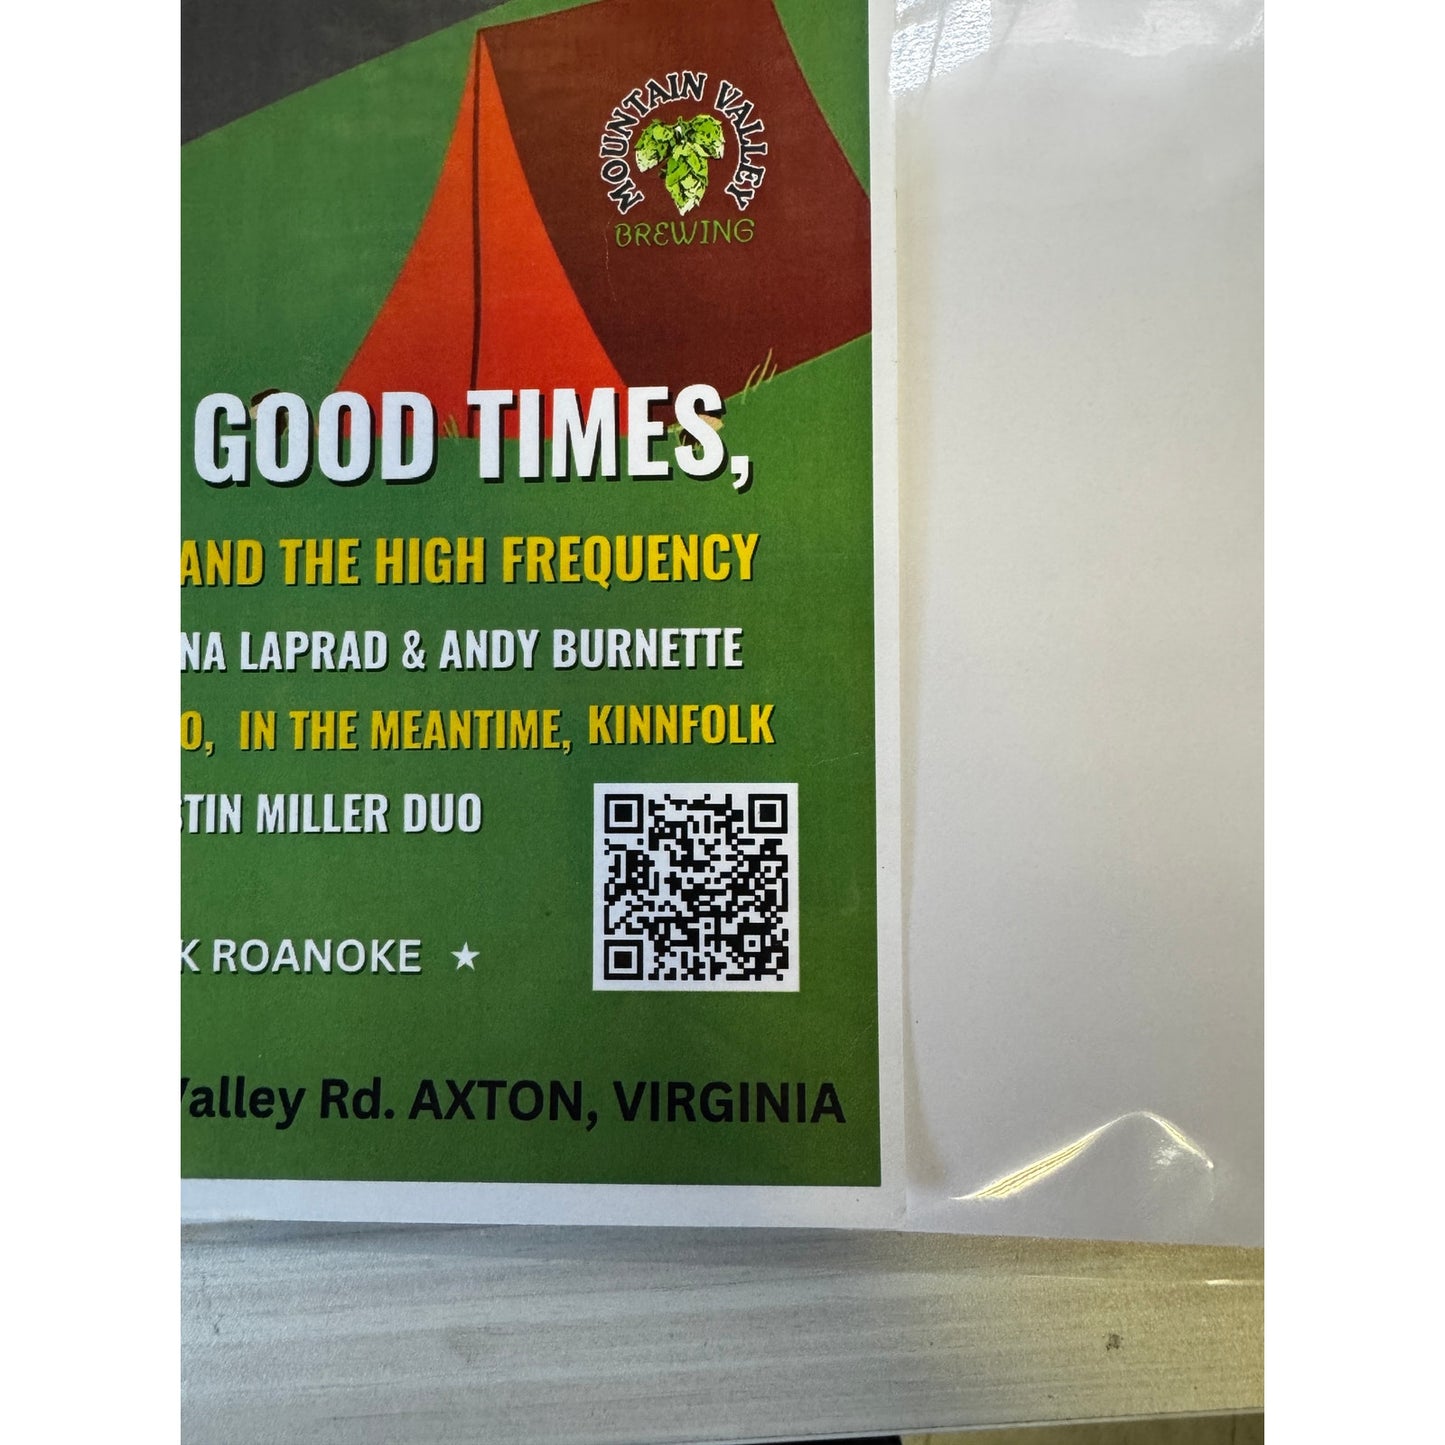 MOUNTAIN VALLEY
BREWING
GOOD TIMES,
AND THE HIGH FREQUENCY
NA LAPRAD & ANDY BURNETTE
O, IN THE MEANTIME, KINNFOLK
STIN MILLER DUO
K ROANOKE ★
Valley Rd. AXTON, VIRGINIA